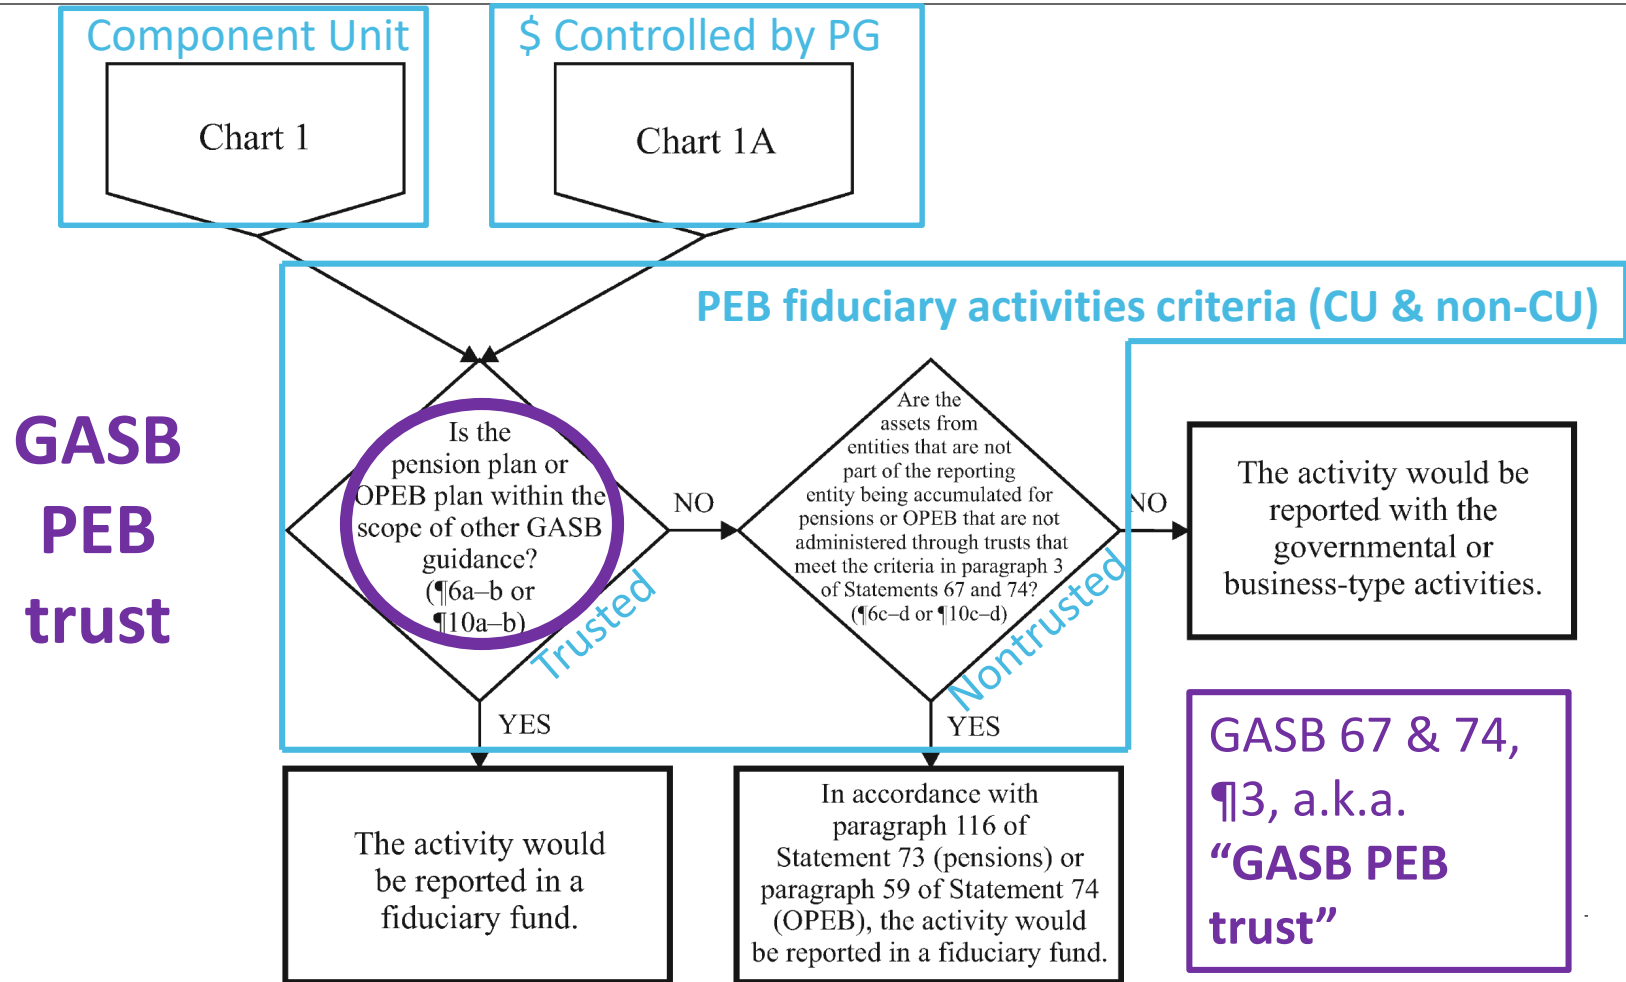 Component Unit
$ Controlled by PG
Chart 1
Chart 1A
PEB fiduciary activities criteria (CU & non-CU)
GASB
PEB
trust
Is the
pension plan or
OPEB plan within the
scope of other GASB
guidance?
(¶6a–b or
¶10a–b)
Trusted
NO
YES
Are the
assets from
entities that are not
part of the reporting
entity being accumulated for
pensions or OPEB that are not
administered through trusts that
meet the criteria in paragraph 3
of Statements 67 and 74?
(¶6c–d or ¶10c–d)
Nontrusted
NO
YES
The activity would be
reported with the
governmental or
business-type activities.
The activity would
be reported in a
fiduciary fund.
In accordance with
paragraph 116 of
Statement 73 (pensions) or
paragraph 59 of Statement 74
(OPEB), the activity would
be reported in a fiduciary fund.
GASB 67 & 74,
¶3, a.k.a.
“GASB PEB
trust”